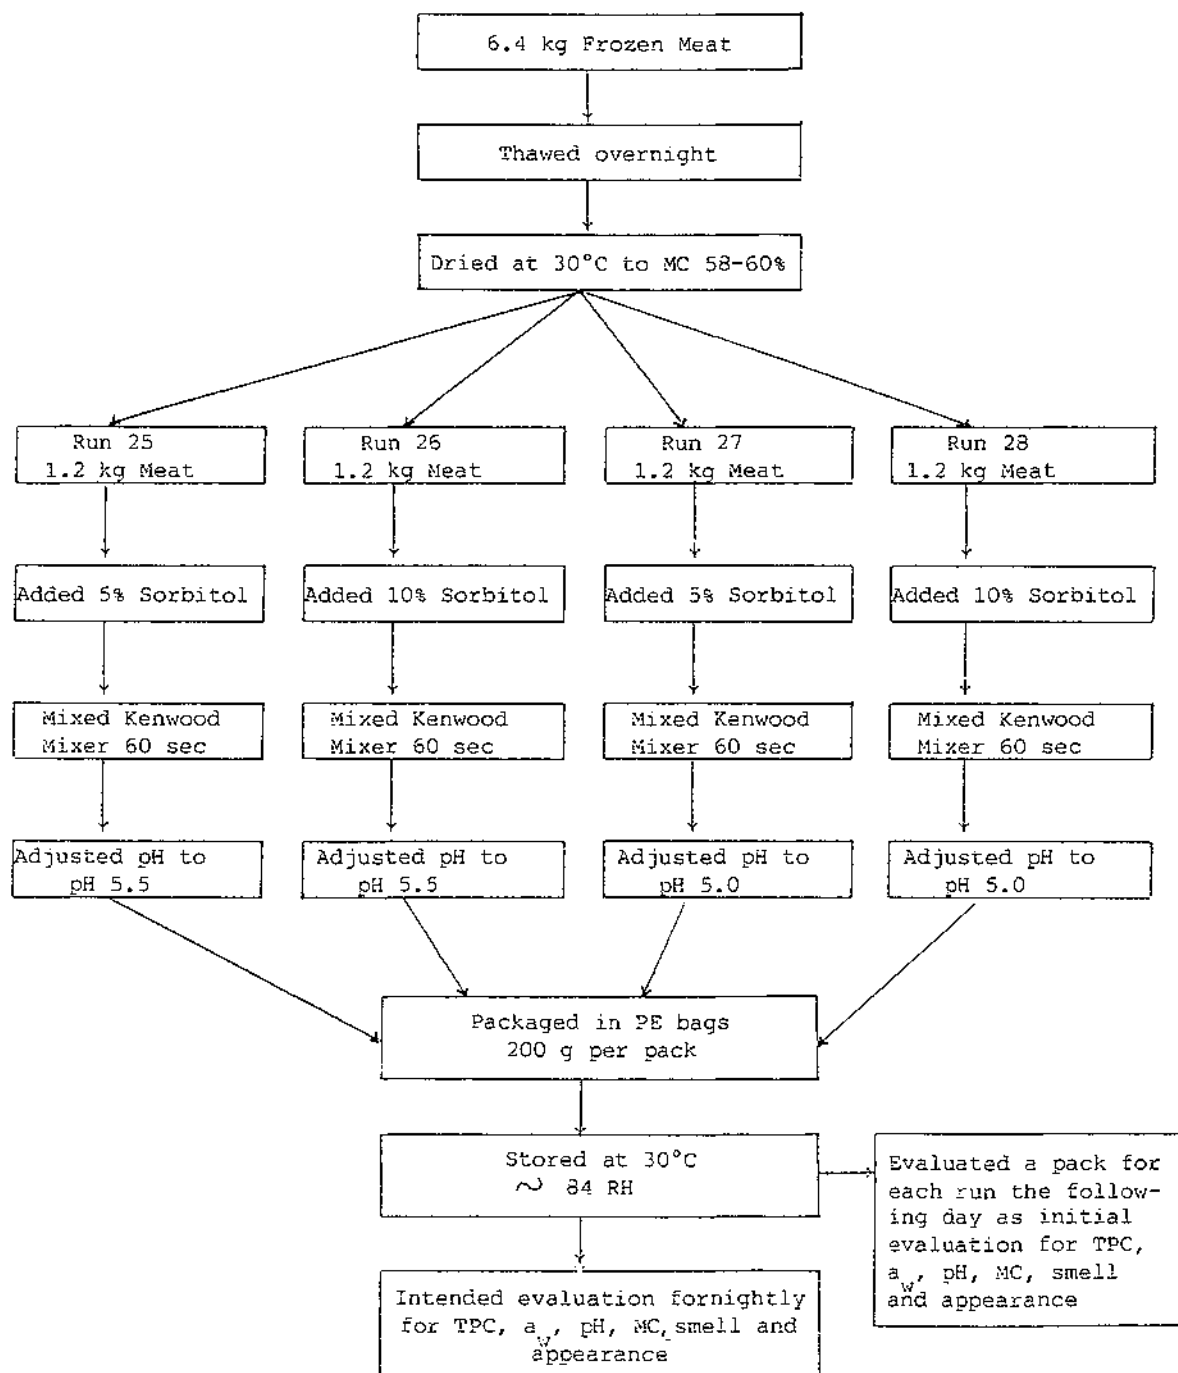 6.4 kg Frozen Meat
Thawed overnight
Dried at 30°C to MC 58-60%
Run 25
1.2 kg Meat
Run 26
1.2 kg Meat
Run 27
1.2 kg Meat
Run 28
1.2 kg Meat
Added 5% Sorbitol
Added 10% Sorbitol
Added 5% Sorbitol
Added 10% Sorbitol
Mixed Kenwood
Mixer 60 sec
Mixed Kenwood
Mixer 60 sec
Mixed Kenwood
Mixer 60 sec
Mixed Kenwood
Mixer 60 sec
Adjusted pH to
pH 5.5
Adjusted pH to
pH 5.5
Adjusted pH to
pH 5.0
Adjusted pH to
pH 5.0
Packaged in PE bags
200 g per pack
Stored at 30°C
~ 84 RH
Evaluated a pack for
each run the follow-
ing day as initial
evaluation for TPC,
a_w, pH, MC, smell
and appearance
Intended evaluation fornightly
for TPC, a_w, pH, MC, smell and
appearance